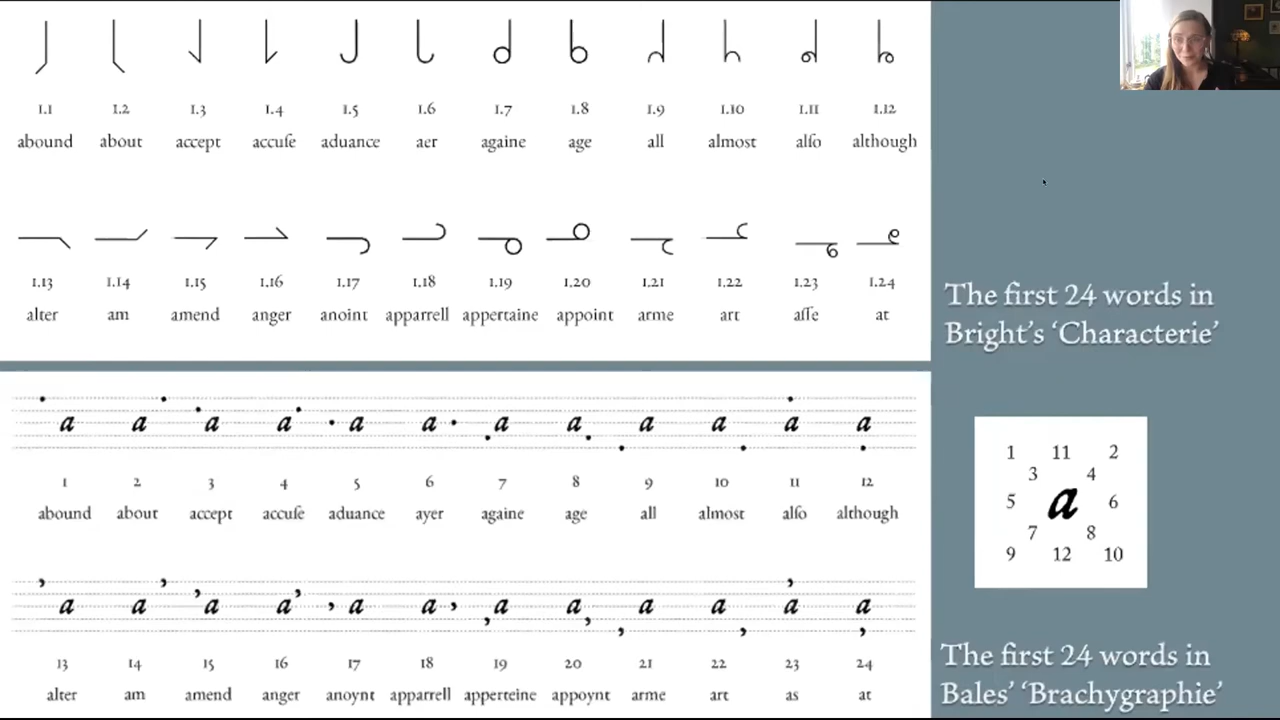 1.1 1.2 1.3 1.4 1.5 1.6 1.7 1.8 1.9 1.10 1.11 1.12
abound about accept accuſe aduance aer againe age all almost alſo although
1.13 1.14 1.15 1.16 1.17 1.18 1.19 1.20 1.21 1.22 1.23 1.24
alter am amend anger anoint apparrell appertaine appoint arme art aſſe at
The first 24 words in
Bright’s ‘Characterie’
a a a a a a a a a a a a
1 2 3 4 5 6 7 8 9 10 11 12
abound about accept accuſe aduance ayer againe age all almost alſo although
, a a , , a a , , a a , , a a , , a a , , a a , a , a ,
13 14 15 16 17 18 19 20 21 22 23 24
alter am amend anger anoynt apparrell apperteine appoynt arme art as at
1 11 2
3 4
5 a 6
7 8
9 12 10
The first 24 words in
Bales’ ‘Brachygraphie’